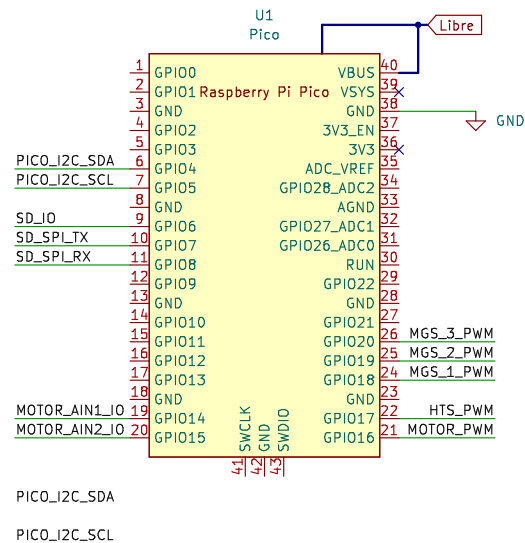 U1
Pico
Libre
1 GPIO0 VBUS 40
2 GPIO1 Raspberry Pi Pico VSYS 39
3 GND GND 38 GND
4 GPIO2 3V3_EN 37
5 GPIO3 3V3 36
PICO_I2C_SDA 6 GPIO4 ADC_VREF 35
PICO_I2C_SCL 7 GPIO5 GPIO28_ADC2 34
8 GND AGND 33
SD_IO 9 GPIO6 GPIO27_ADC1 32
SD_SPI_TX 10 GPIO7 GPIO26_ADC0 31
SD_SPI_RX 11 GPIO8 RUN 30
12 GPIO9 GPIO22 29
13 GND GND 28
14 GPIO10 GPIO21 27
15 GPIO11 GPIO20 26 MGS_3_PWM
16 GPIO12 GPIO19 25 MGS_2_PWM
17 GPIO13 GPIO18 24 MGS_1_PWM
18 GND GND 23
MOTOR_AIN1_IO 19 GPIO14 GPIO17 22 HTS_PWM
MOTOR_AIN2_IO 20 GPIO15 GPIO16 21 MOTOR_PWM
SWCLK GND SWDIO
41 42 43
PICO_I2C_SDA
PICO_I2C_SCL